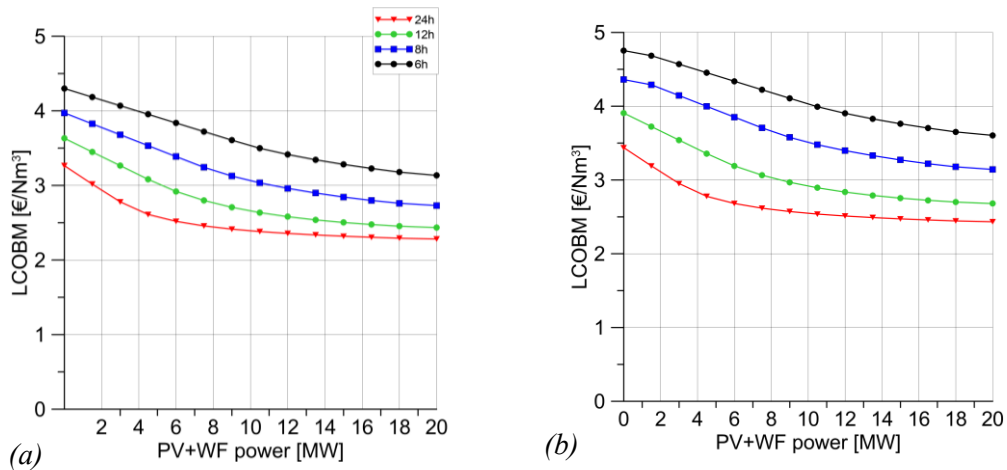 24h
12h
8h
6h
5
4
3
2
1
0
LCOBM [€/Nm³]
2 4 6 8 10 12 14 16 18 20
PV+WF power [MW]
(a)
5
4
3
2
1
0
LCOBM [€/Nm³]
0 2 4 6 8 10 12 14 16 18 20
PV+WF power [MW]
(b)